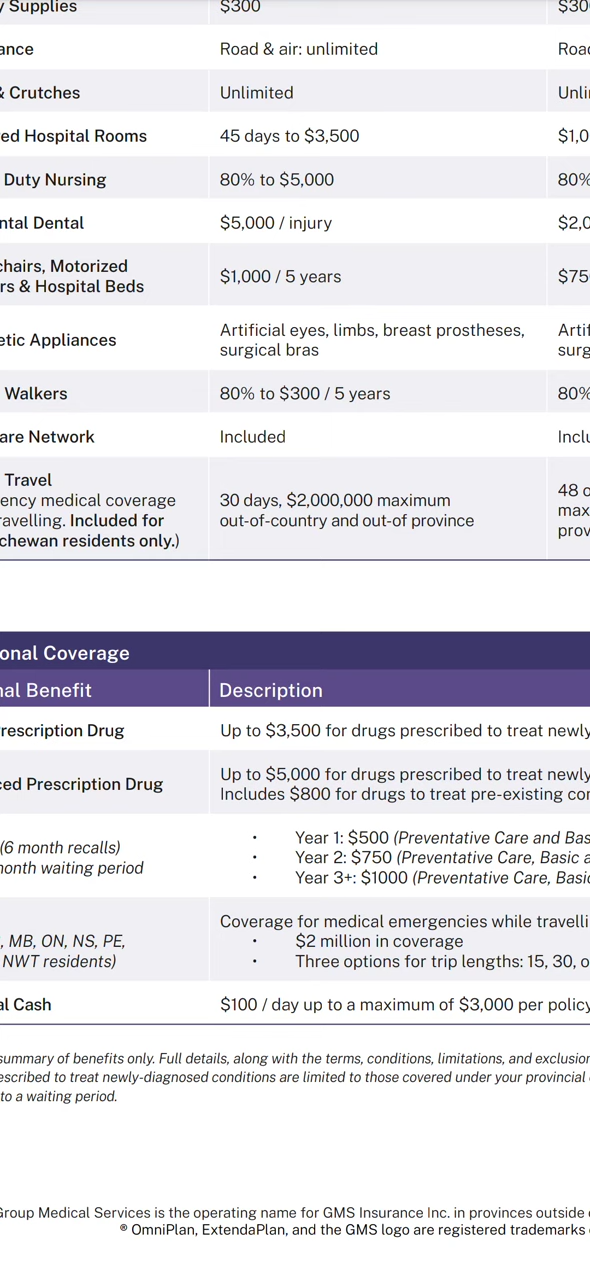 y Supplies $300 $30
ance Road & air: unlimited Road
& Crutches Unlimited Unli
ed Hospital Rooms 45 days to $3,500 $1,0
Duty Nursing 80% to $5,000 80%
ntal Dental $5,000 / injury $2,0
chairs, Motorized
rs & Hospital Beds $1,000 / 5 years $75
etic Appliances Artificial eyes, limbs, breast prostheses, Artif
surgical bras surg
Walkers 80% to $300 / 5 years 80%
are Network Included Inclu
Travel
ency medical coverage 30 days, $2,000,000 maximum 48 o
ravelling. Included for out-of-country and out-of province max
chewan residents only.) prov
onal Coverage
nal Benefit Description
rescription Drug Up to $3,500 for drugs prescribed to treat newly
ced Prescription Drug Up to $5,000 for drugs prescribed to treat newly
Includes $800 for drugs to treat pre-existing con
• Year 1: $500 (Preventative Care and Bas
(6 month recalls) • Year 2: $750 (Preventative Care, Basic a
month waiting period • Year 3+: $1000 (Preventative Care, Basic
Coverage for medical emergencies while travelli
, MB, ON, NS, PE, • $2 million in coverage
NWT residents) • Three options for trip lengths: 15, 30, o
al Cash $100 / day up to a maximum of $3,000 per policy
summary of benefits only. Full details, along with the terms, conditions, limitations, and exclusion
escribed to treat newly-diagnosed conditions are limited to those covered under your provincial
to a waiting period.
Group Medical Services is the operating name for GMS Insurance Inc. in provinces outside
® OmniPlan, ExtendaPlan, and the GMS logo are registered trademarks